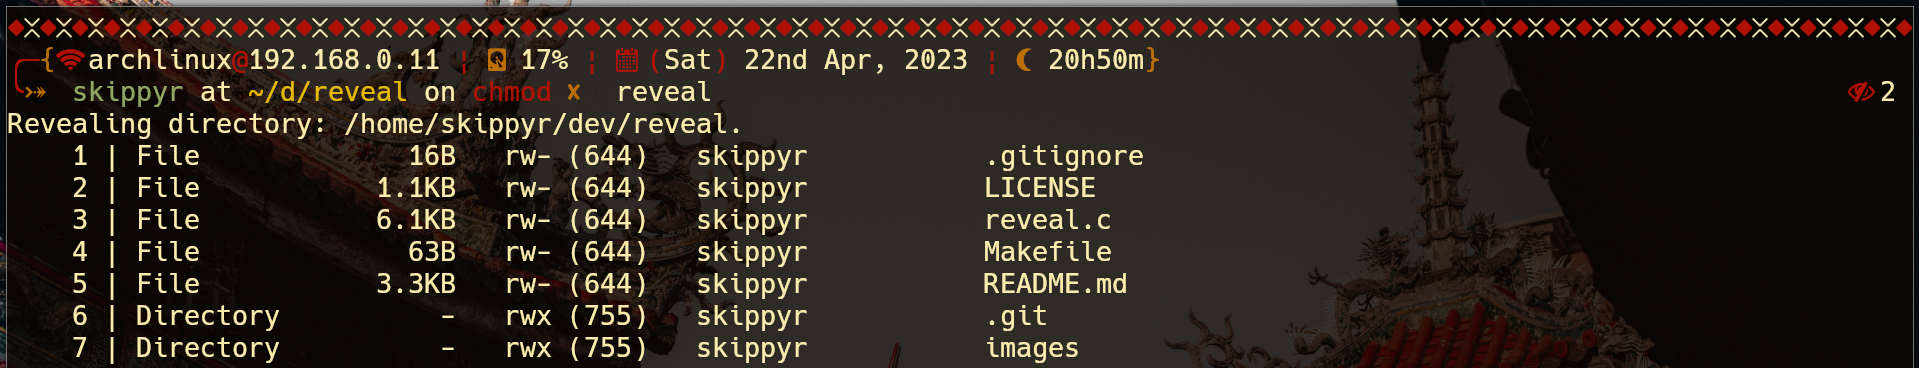 {archlinux@192.168.0.11 ¦ 17% ¦ (Sat) 22nd Apr, 2023 ¦ 20h50m}
skippyr at ~/d/reveal on chmod x reveal 2
Revealing directory: /home/skippyr/dev/reveal.
1 | File 16B rw- (644) skippyr .gitignore
2 | File 1.1KB rw- (644) skippyr LICENSE
3 | File 6.1KB rw- (644) skippyr reveal.c
4 | File 63B rw- (644) skippyr Makefile
5 | File 3.3KB rw- (644) skippyr README.md
6 | Directory - rwx (755) skippyr .git
7 | Directory - rwx (755) skippyr images